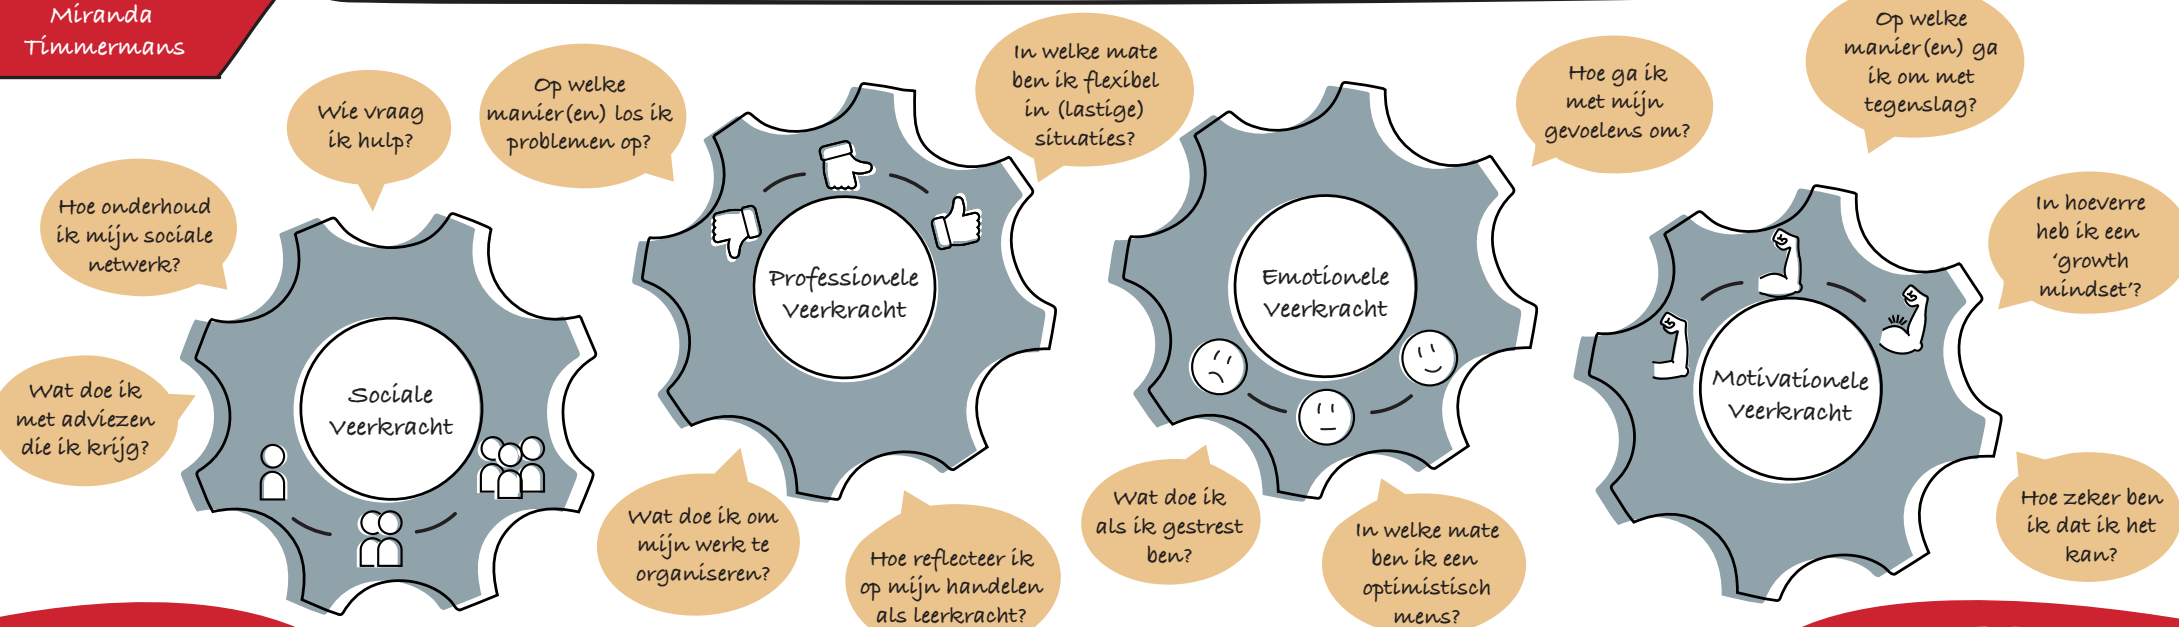 Miranda
Timmermans
Hoe onderhoud
ik mijn sociale
netwerk?
Wie vraag
ik hulp?
Wat doe ik
met adviezen
die ik krijg?
Sociale
Veerkracht
Op welke
manier(en) los ik
problemen op?
In welke mate
ben ik flexibel
in (lastige)
situaties?
Professionele
Veerkracht
Wat doe ik om
mijn werk te
organiseren?
Hoe reflecteer ik
op mijn handelen
als leerkracht?
Hoe ga ik
met mijn
gevoelens om?
Emotionele
Veerkracht
Wat doe ik
als ik gestrest
ben?
In welke mate
ben ik een
optimistisch
mens?
Op welke
manier(en) ga
ik om met
tegenslag?
In hoeverre
heb ik een
‘growth
mindset’?
Motivationele
Veerkracht
Hoe zeker ben
ik dat ik het
kan?